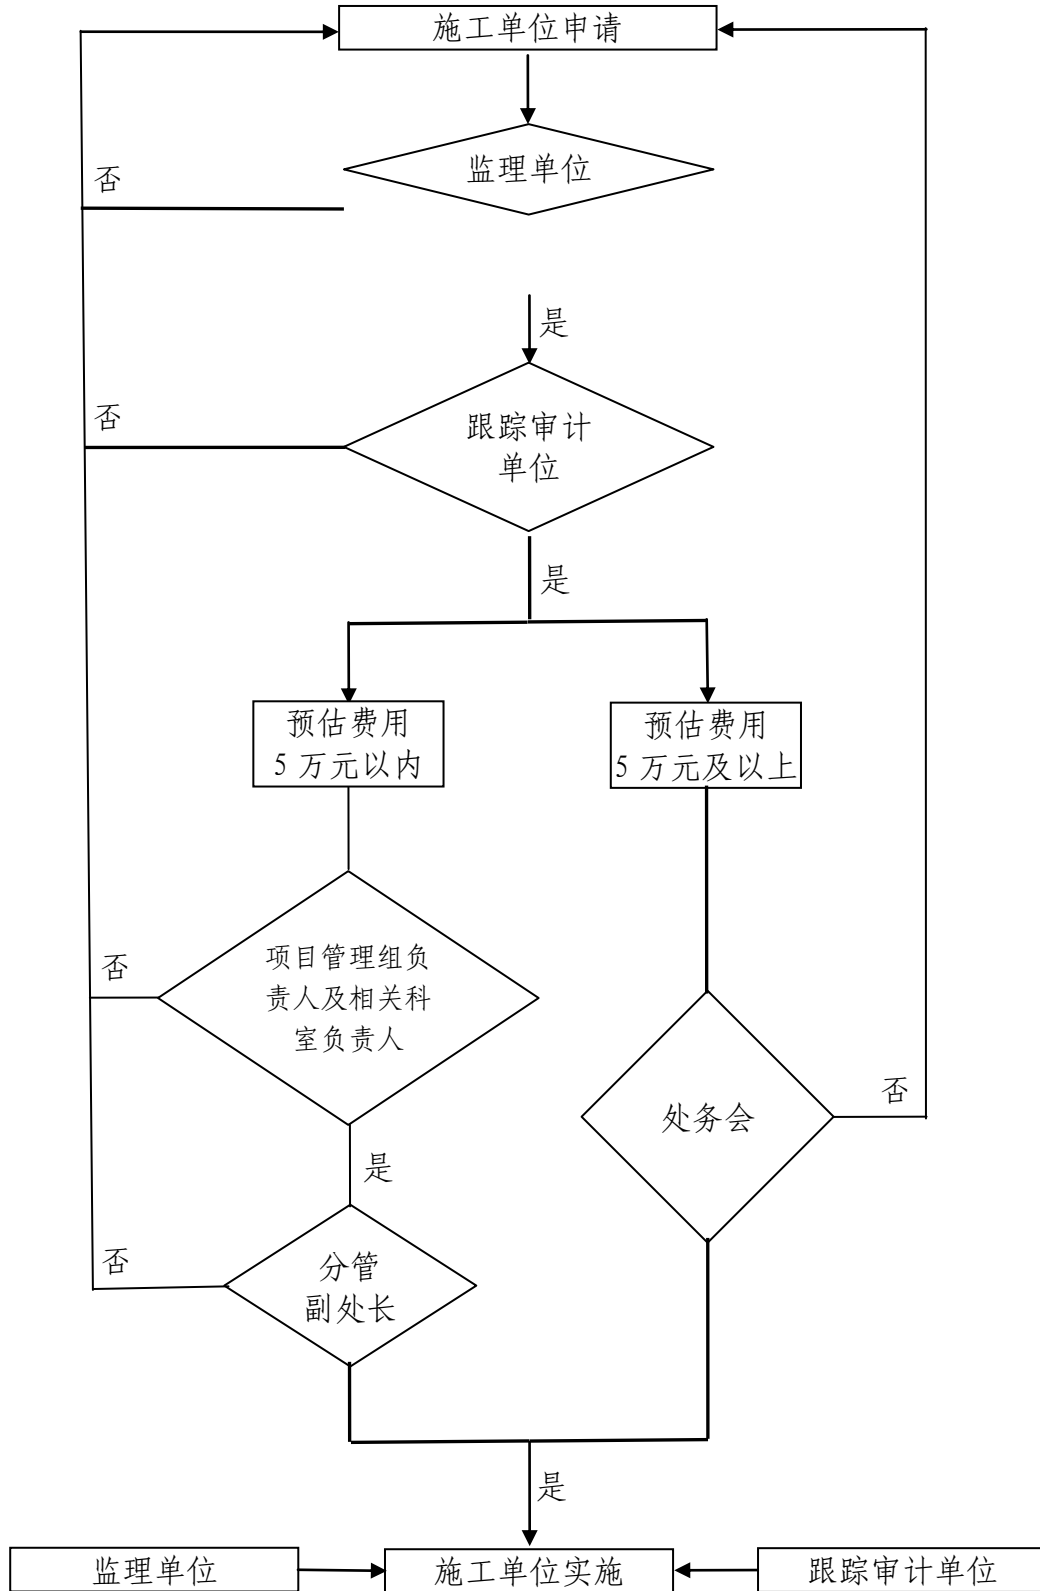 施工单位申请
监理单位
否
是
跟踪审计
单位
否
是
预估费用
5 万元以内
预估费用
5 万元及以上
项目管理组负
责人及相关科
室负责人
否
处务会
否
是
分管
副处长
否
是
监理单位
施工单位实施
跟踪审计单位